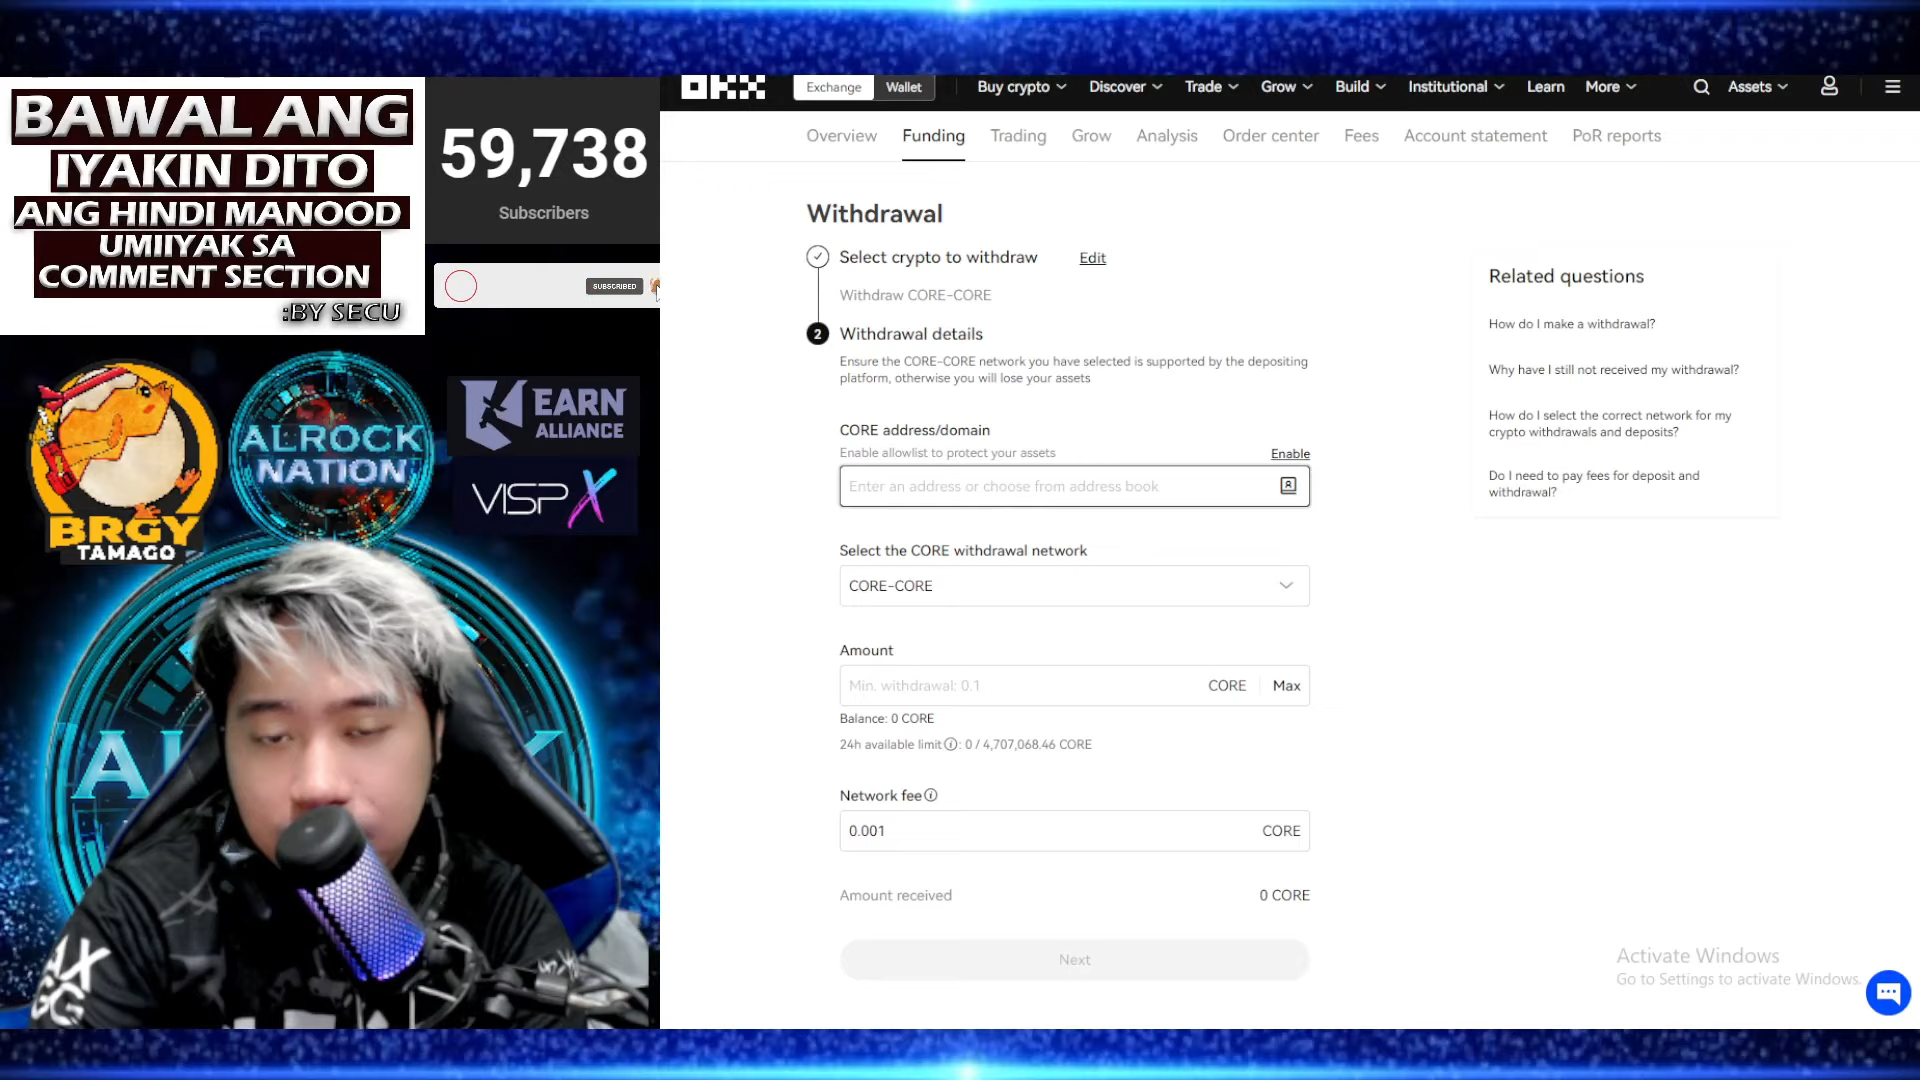 BAWAL ANG
IYAKIN DITO
ANG HINDI MANOOD
UMIIYAK SA
COMMENT SECTION
:BY SECU
59,738
Subscribers
SUBSCRIBED
BRGY
TAMAGO
ALROCK
NATION
EARN
ALLIANCE
VISPX
OKX
Exchange
Wallet
Buy crypto
Discover
Trade
Grow
Build
Institutional
Learn
More
Assets
Overview
Funding
Trading
Grow
Analysis
Order center
Fees
Account statement
PoR reports
Withdrawal
Select crypto to withdraw
Edit
Withdraw CORE-CORE
2
Withdrawal details
Ensure the CORE-CORE network you have selected is supported by the depositing
platform, otherwise you will lose your assets
CORE address/domain
Enable allowlist to protect your assets
Enable
Enter an address or choose from address book
Select the CORE withdrawal network
CORE-CORE
Amount
Min. withdrawal: 0.1
CORE
Max
Balance: 0 CORE
24h available limit : 0 / 4,707,068.46 CORE
Network fee
0.001
CORE
Amount received
0 CORE
Next
Related questions
How do I make a withdrawal?
Why have I still not received my withdrawal?
How do I select the correct network for my
crypto withdrawals and deposits?
Do I need to pay fees for deposit and
withdrawal?
Activate Windows
Go to Settings to activate Windows.